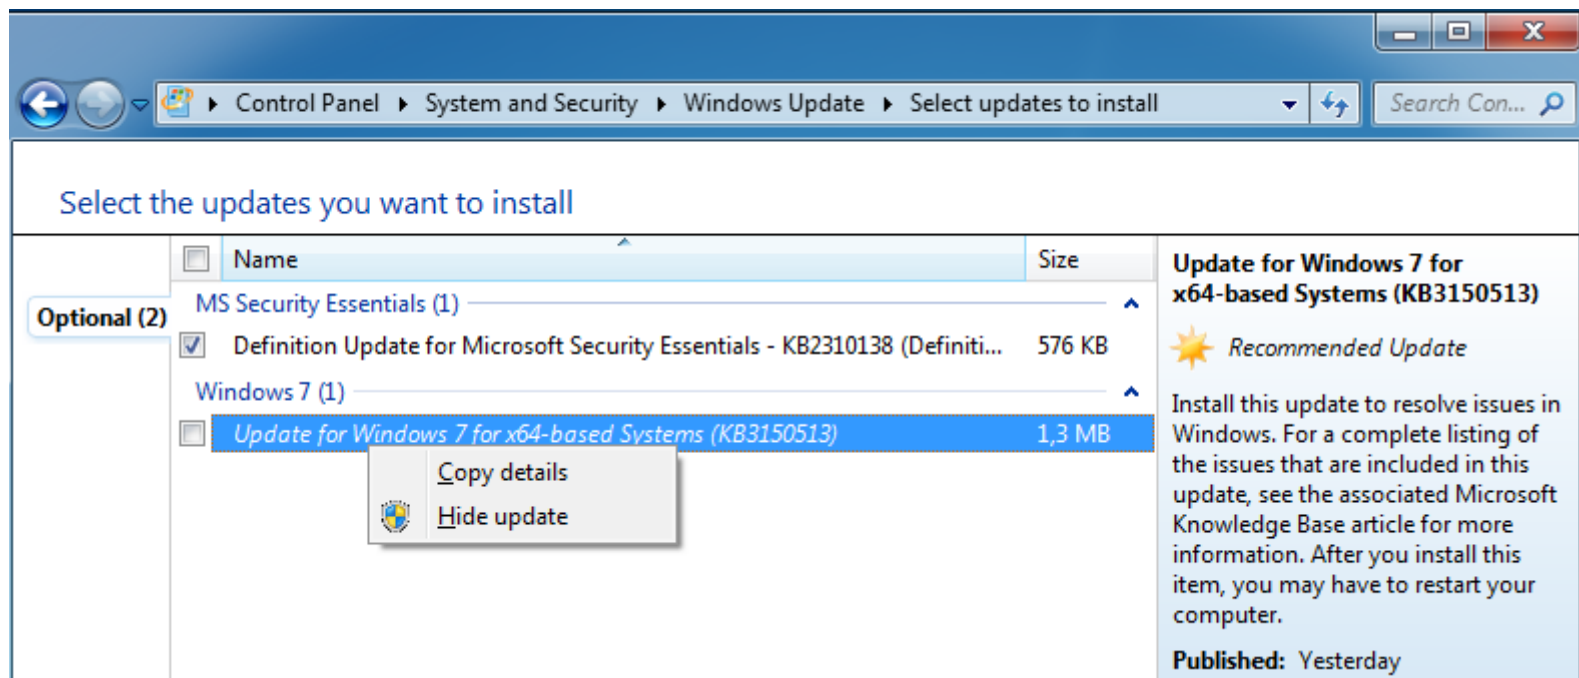 Control Panel System and Security Windows Update Select updates to install
Search Con...
Select the updates you want to install
Name Size
Optional (2)
MS Security Essentials (1)
Definition Update for Microsoft Security Essentials - KB2310138 (Definiti... 576 KB
Windows 7 (1)
Update for Windows 7 for x64-based Systems (KB3150513) 1,3 MB
Copy details
Hide update
Update for Windows 7 for
x64-based Systems (KB3150513)
Recommended Update
Install this update to resolve issues in
Windows. For a complete listing of
the issues that are included in this
update, see the associated Microsoft
Knowledge Base article for more
information. After you install this
item, you may have to restart your
computer.
Published: Yesterday